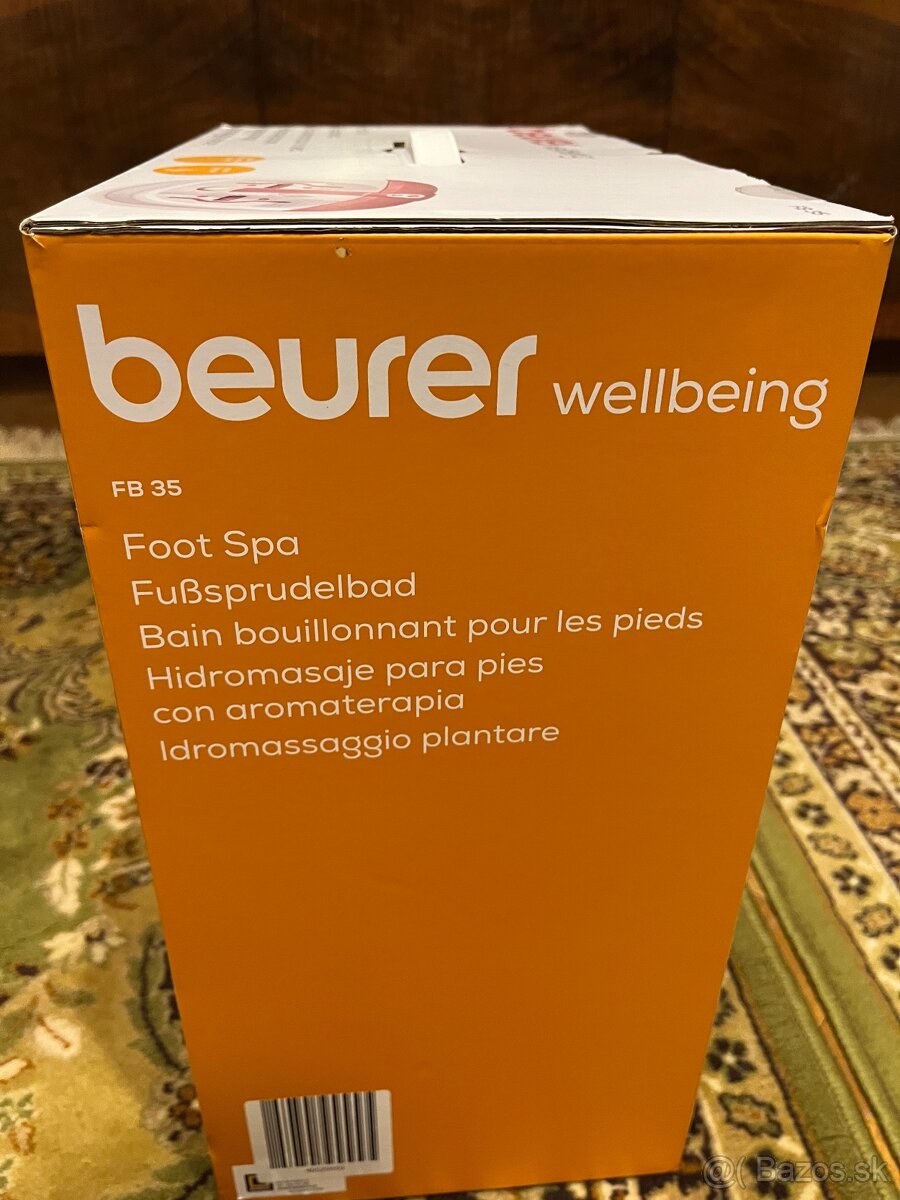 beurer wellbeing
FB 35
Foot Spa
Fußsprudelbad
Bain bouillonnant pour les pieds
Hidromasaje para pies
con aromaterapia
Idromassaggio plantare
@( Bazos.sk